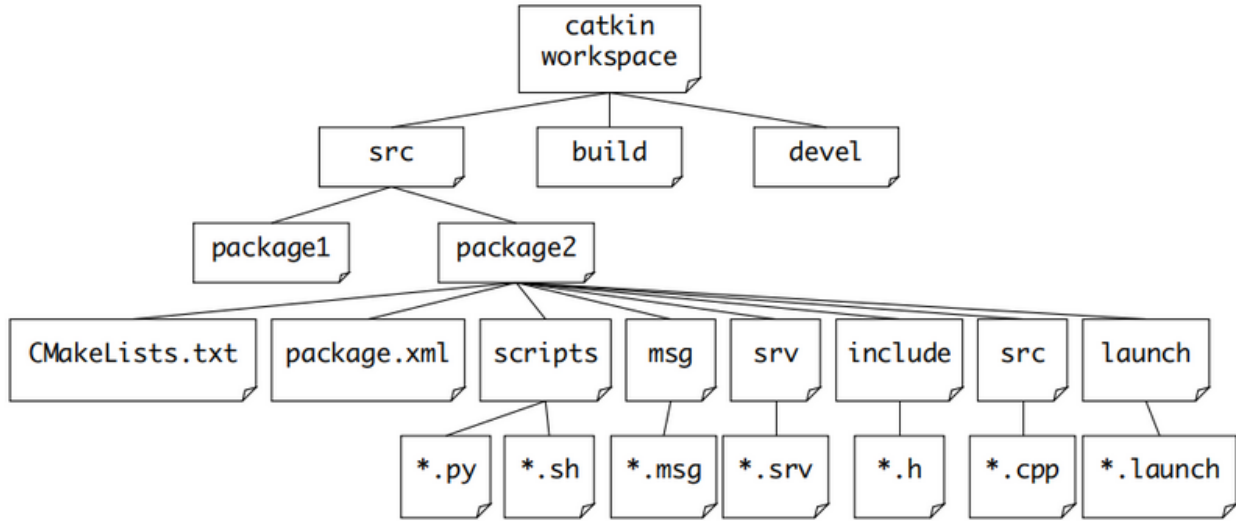 catkin
workspace
src
build
devel
package1
package2
CMakeLists.txt
package.xml
scripts
msg
srv
include
src
launch
*.py
*.sh
*.msg
*.srv
*.h
*.cpp
*.launch